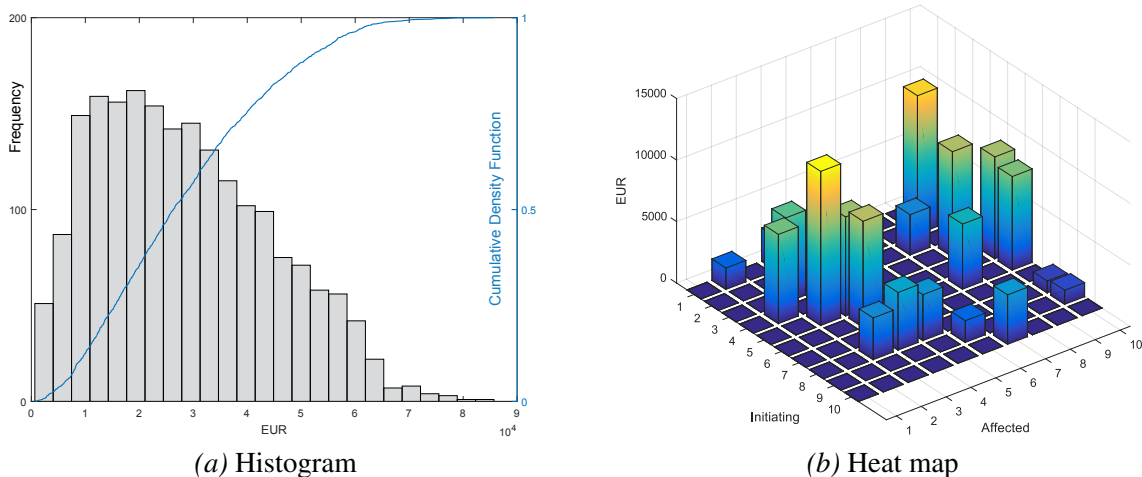 200
100
0
Frequency
1
0.5
0
Cumulative Density Function
0 1 2 3 4 5 6 7 8 9
EUR
10^4
(a) Histogram
15000
10000
5000
0
EUR
1 2 3 4 5 6 7 8 9 10
Initiating
1 2 3 4 5 6 7 8 9 10
Affected
(b) Heat map